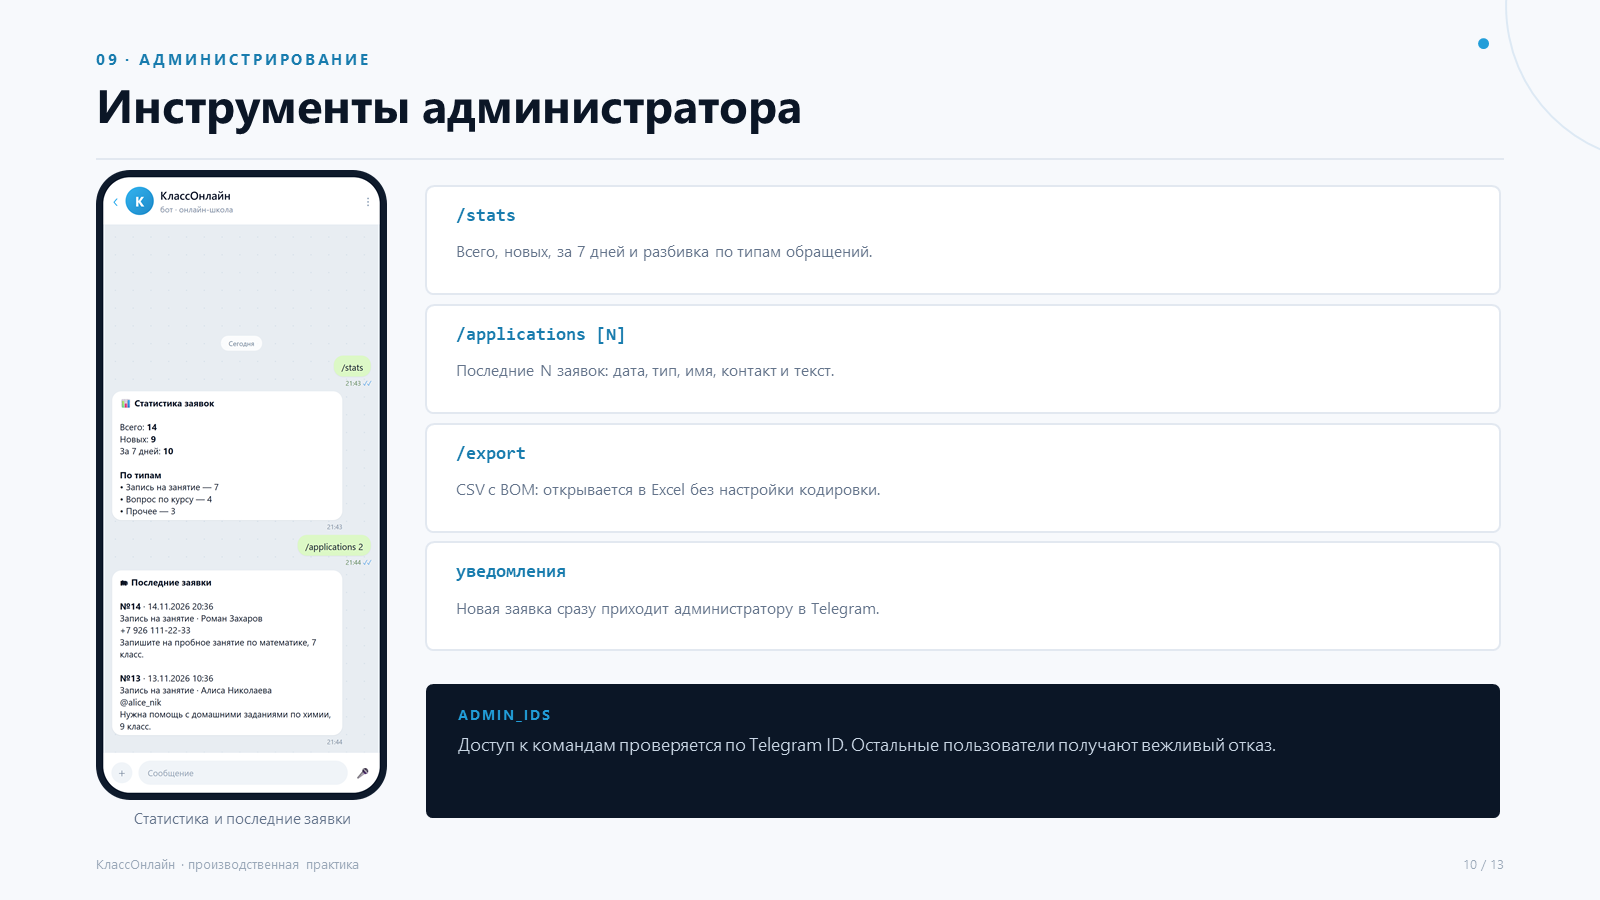 09 · АДМИНИСТРИРОВАНИЕ
Инструменты администратора
К
КлассОнлайн
бот · онлайн-школа
Сегодня
/stats
21:43
Статистика заявок
Всего: 14
Новых: 9
За 7 дней: 10
По типам
• Запись на занятие — 7
• Вопрос по курсу — 4
• Прочее — 3
21:43
/applications 2
21:44
Последние заявки
№14 · 14.11.2026 20:36
Запись на занятие · Роман Захаров
+7 926 111-22-33
Запишите на пробное занятие по математике, 7
класс.
№13 · 13.11.2026 10:36
Запись на занятие · Алиса Николаева
@alice_nik
Нужна помощь с домашними заданиями по химии,
9 класс.
21:44
+
Сообщение
Статистика и последние заявки
/stats
Всего, новых, за 7 дней и разбивка по типам обращений.
/applications [N]
Последние N заявок: дата, тип, имя, контакт и текст.
/export
CSV с BOM: открывается в Excel без настройки кодировки.
уведомления
Новая заявка сразу приходит администратору в Telegram.
ADMIN_IDS
Доступ к командам проверяется по Telegram ID. Остальные пользователи получают вежливый отказ.
КлассОнлайн · производственная практика
10 / 13